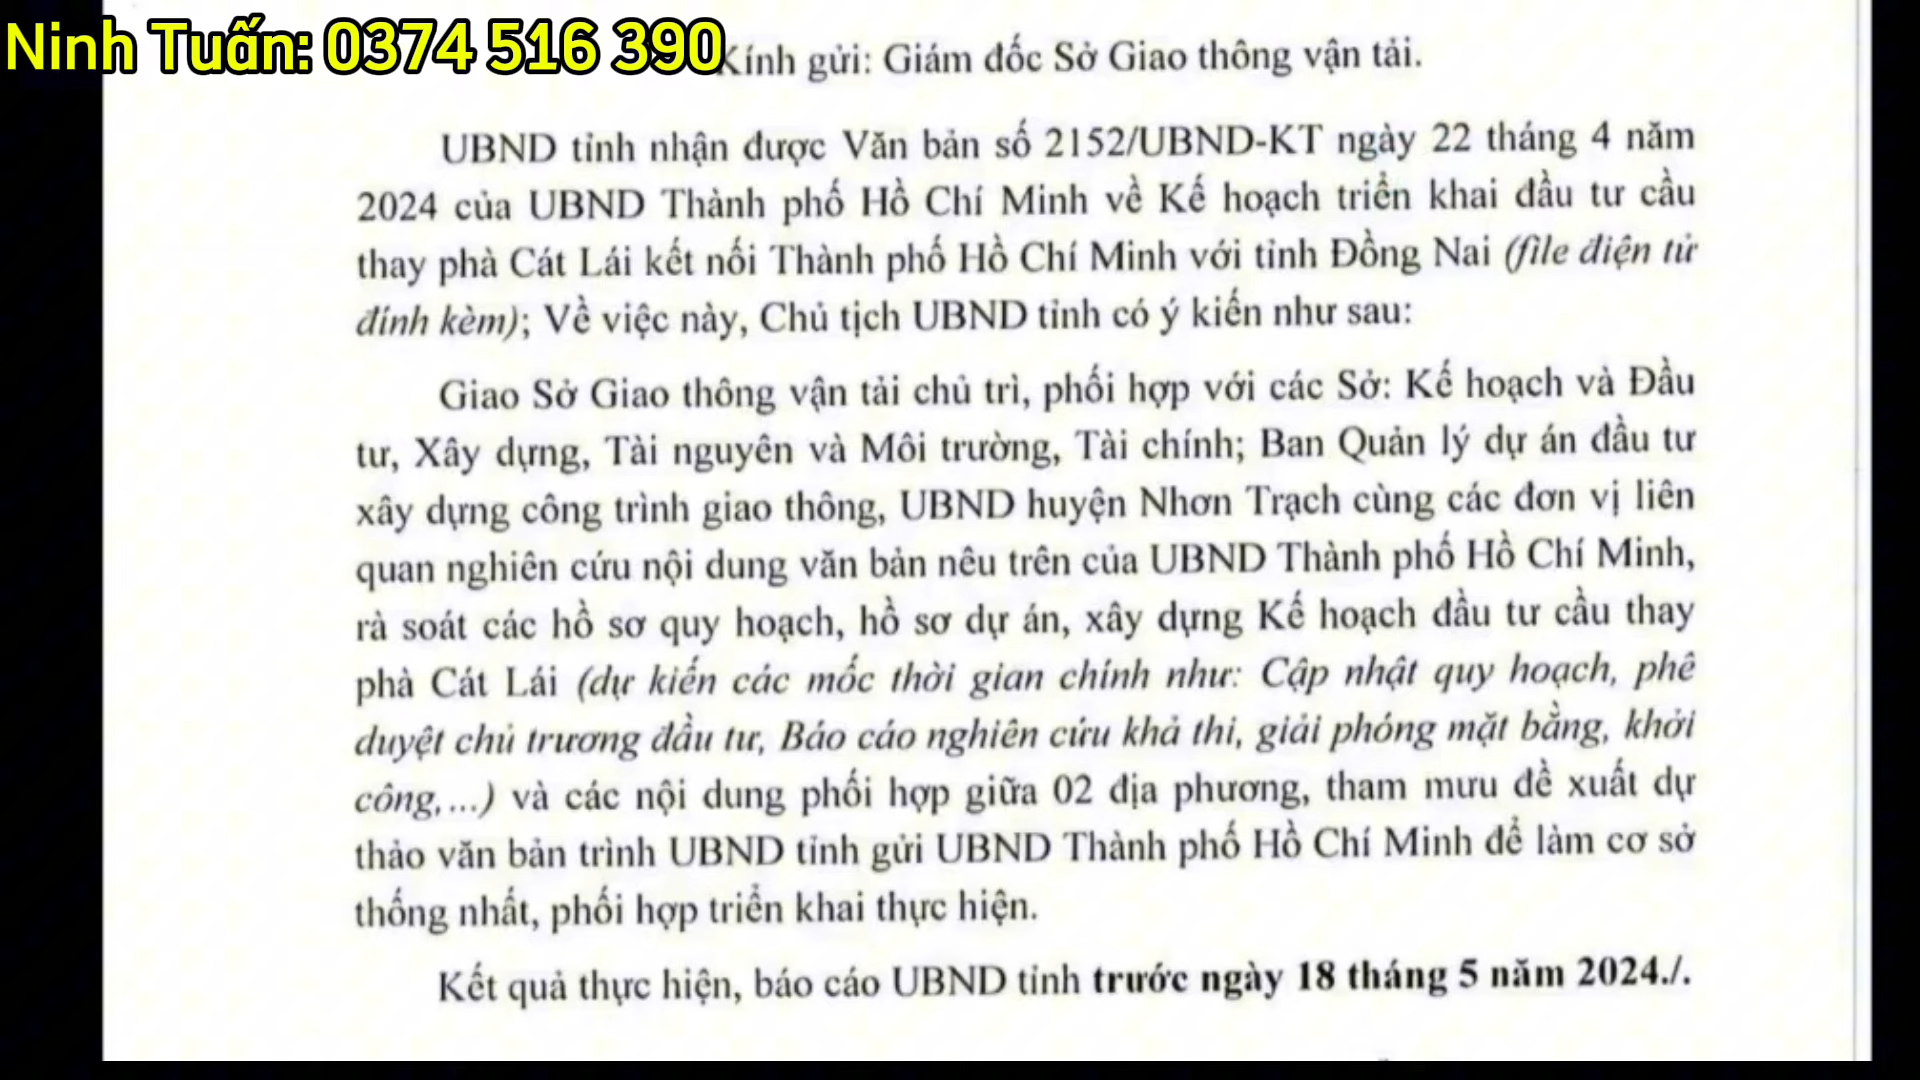 Ninh Tuấn: 0374 516 390
Kính gửi: Giám đốc Sở Giao thông vận tải.
UBND tỉnh nhận được Văn bản số 2152/UBND-KT ngày 22 tháng 4 năm
2024 của UBND Thành phố Hồ Chí Minh về Kế hoạch triển khai đầu tư cầu
thay phà Cát Lái kết nối Thành phố Hồ Chí Minh với tỉnh Đồng Nai (file điện tử
đính kèm); Về việc này, Chủ tịch UBND tỉnh có ý kiến như sau:
Giao Sở Giao thông vận tải chủ trì, phối hợp với các Sở: Kế hoạch và Đầu
tư, Xây dựng, Tài nguyên và Môi trường, Tài chính; Ban Quản lý dự án đầu tư
xây dựng công trình giao thông, UBND huyện Nhơn Trạch cùng các đơn vị liên
quan nghiên cứu nội dung văn bản nêu trên của UBND Thành phố Hồ Chí Minh,
rà soát các hồ sơ quy hoạch, hồ sơ dự án, xây dựng Kế hoạch đầu tư cầu thay
phà Cát Lái (dự kiến các mốc thời gian chính như: Cập nhật quy hoạch, phê
duyệt chủ trương đầu tư, Báo cáo nghiên cứu khả thi, giải phóng mặt bằng, khởi
công,...) và các nội dung phối hợp giữa 02 địa phương, tham mưu đề xuất dự
thảo văn bản trình UBND tỉnh gửi UBND Thành phố Hồ Chí Minh để làm cơ sở
thống nhất, phối hợp triển khai thực hiện.
Kết quả thực hiện, báo cáo UBND tỉnh trước ngày 18 tháng 5 năm 2024./.